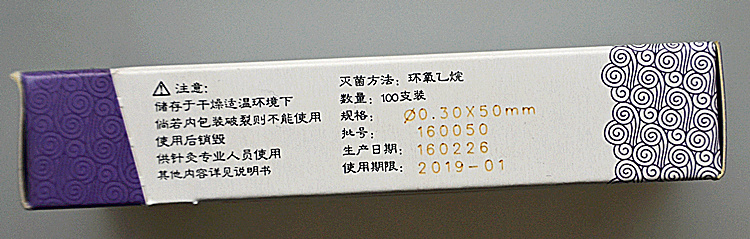 ⚠ 注意：
储存于干燥适温环境下
倘若内包装破裂则不能使用
使用后销毁
供针灸专业人员使用
其他内容详见说明书
灭菌方法：环氧乙烷
数量：100支装
规格： Ø0.30X50mm
批号： 160050
生产日期：160226
使用期限：2019-01